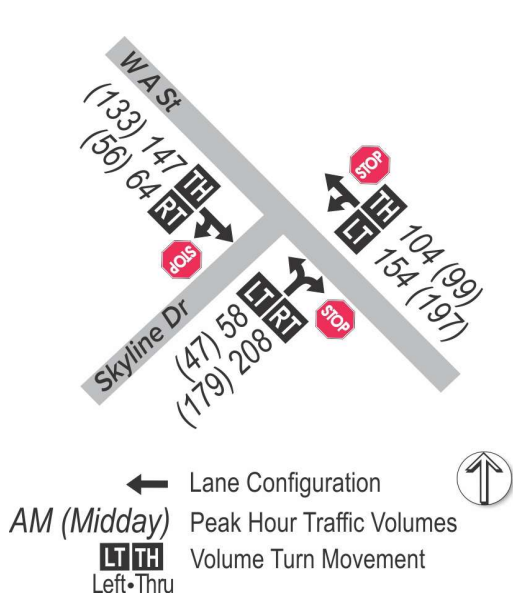 W A St
(133) 147 TH
(56) 64 RT
STOP
STOP
TH 104 (99)
LT 154 (197)
Skyline Dr
LT RT
(47) 58
(179) 208
STOP
Lane Configuration
AM (Midday) Peak Hour Traffic Volumes
LT TH Volume Turn Movement
Left•Thru